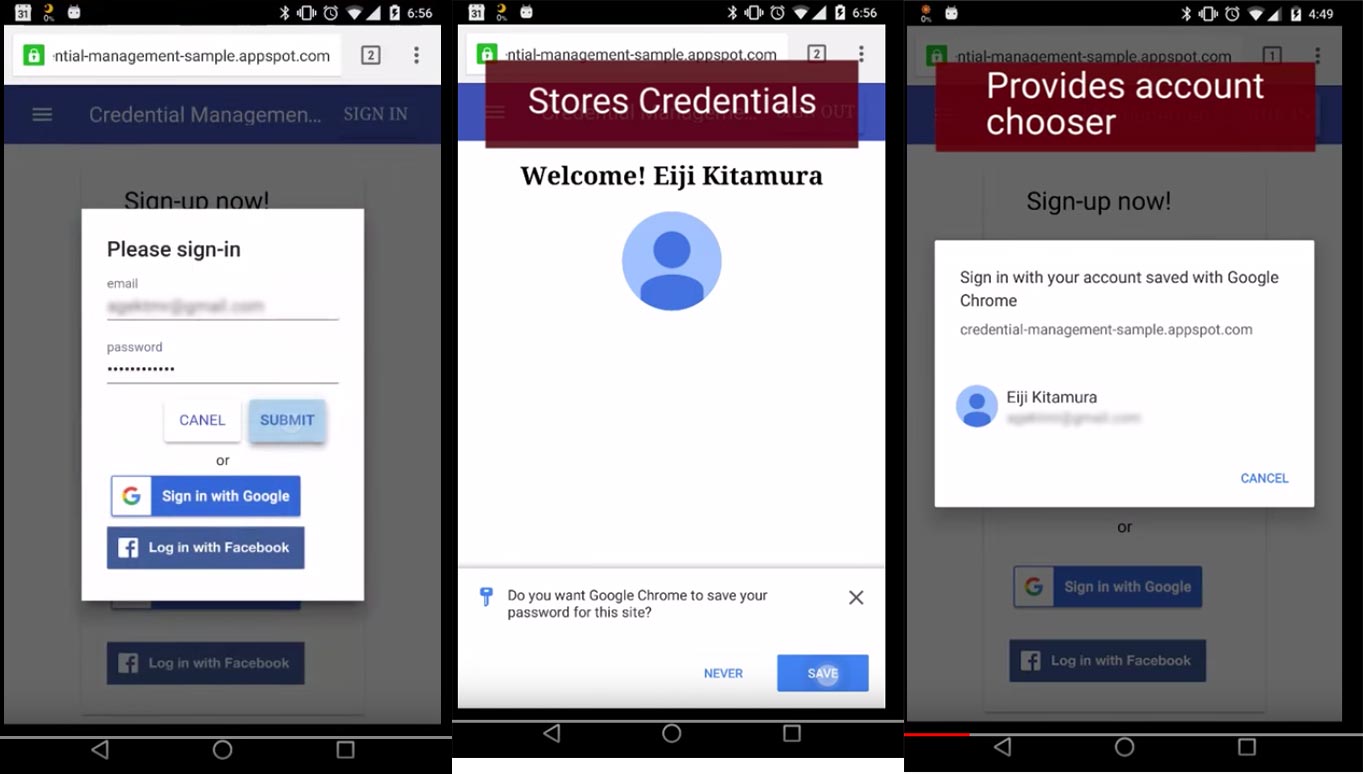 31
0%
6:56
ntial-management-sample.appspot.com
2
Credential Managemen...
SIGN IN
Sign-up now!
Please sign-in
email
password
CANEL
SUBMIT
or
G
Sign in with Google
f
Log in with Facebook
f
Log in with Facebook
31
0%
6:56
ntial-management-sample.appspot.com
2
Stores Credentials
OUT
Welcome! Eiji Kitamura
Do you want Google Chrome to save your
password for this site?
NEVER
SAVE
0%
4:49
ntial-management-sample.appspot.com
1
Provides account
chooser
Sign-up now!
Sign in with your account saved with Google
Chrome
credential-management-sample.appspot.com
Eiji Kitamura
CANCEL
or
G
Sign in with Google
f
Log in with Facebook